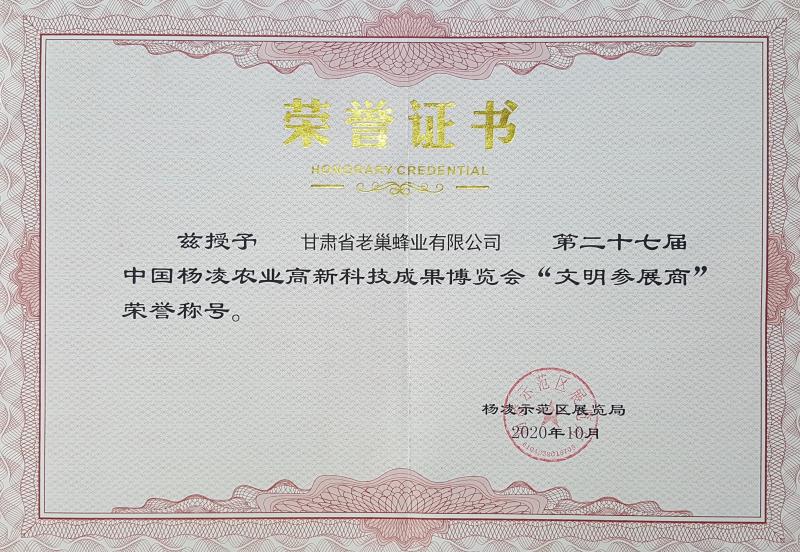 荣誉证书
HONORARY CREDENTIAL
兹授予 甘肃省老巢蜂业有限公司 第二十七届
中国杨凌农业高新科技成果博览会“文明参展商”
荣誉称号。
杨凌示范区展览局
2020年10月